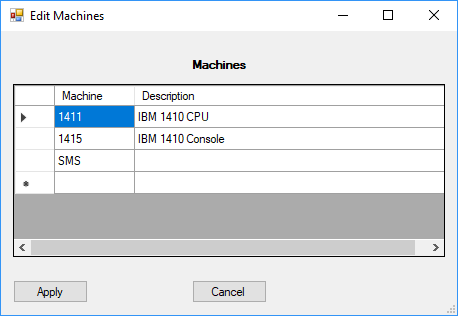 Edit Machines
Machines
Machine Description
1411 IBM 1410 CPU
1415 IBM 1410 Console
SMS
Apply Cancel